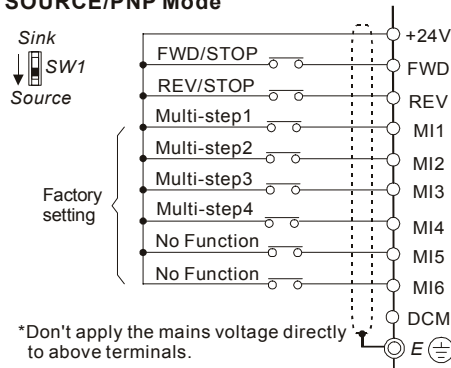 SOURCE/PNP Mode
Sink
SW1
Source
+24V
FWD/STOP
FWD
REV/STOP
REV
Multi-step1
MI1
Multi-step2
MI2
Multi-step3
MI3
Factory
setting
Multi-step4
MI4
No Function
MI5
No Function
MI6
DCM
*Don't apply the mains voltage directly
to above terminals.
E